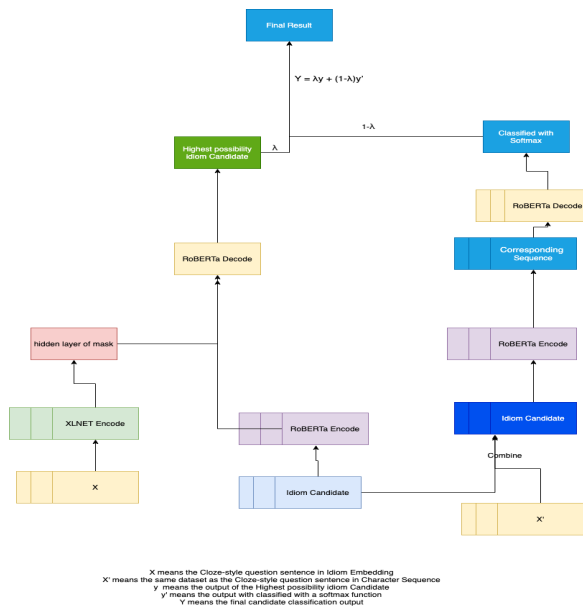 Final Result
Y = λy + (1-λ)y'
1-λ
Classified with
Softmax
Highest possibility
idiom Candidate
λ
RoBERTa Decode
Corresponding
Sequence
RoBERTa Decode
hidden layer of mask
RoBERTa Encode
XLNET Encode
RoBERTa Encode
Idiom Candidate
Combine
X
Idiom Candidate
X'
X means the Cloze-style question sentence in Idiom Embedding
X' means the same dataset as the Cloze-style question sentence in Character Sequence
y means the output of the Highest possibility idiom Candidate
y' means the output with classified with a softmax function
Y means the final candidate classification output